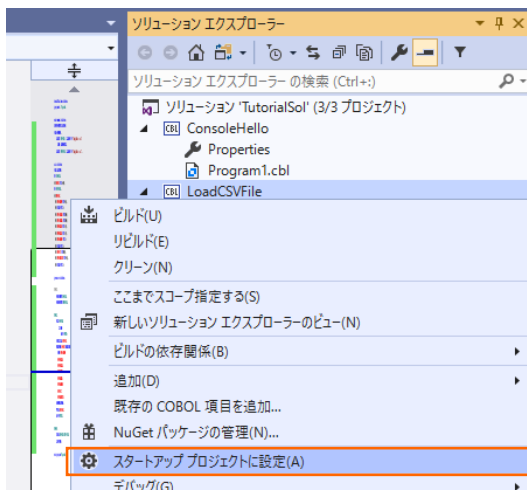 ソリューション エクスプローラー
ソリューション エクスプローラー の検索 (Ctrl+:)
ソリューション 'TutorialSol' (3/3 プロジェクト)
CBL ConsoleHello
Properties
Program1.cbl
CBL LoadCSVFile
ビルド(U)
リビルド(E)
クリーン(N)
ここまでスコープ指定する(S)
新しいソリューション エクスプローラーのビュー(N)
ビルドの依存関係(B)
追加(D)
既存の COBOL 項目を追加...
NuGet パッケージの管理(N)...
スタートアップ プロジェクトに設定(A)
デバッグ(G)